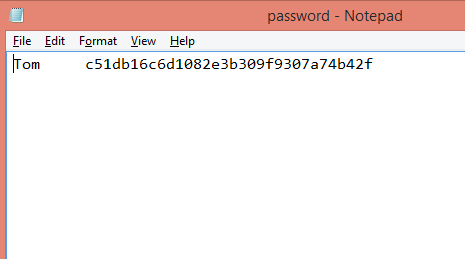 password - Notepad
File Edit Format View Help
Tom c51db16c6d1082e3b309f9307a74b42f